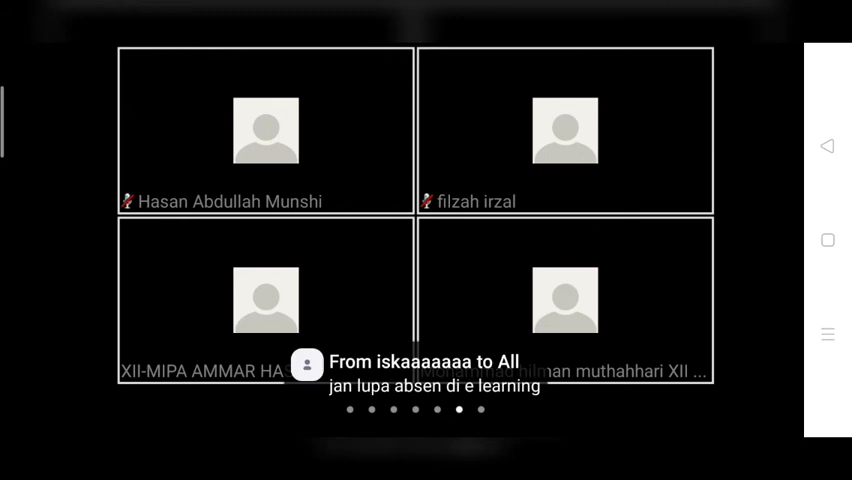 Hasan Abdullah Munshi
filzah irzal
XII-MIPA AMMAR HAS
Mohammad hilman muthahhari XII ...
From iskaaaaaaa to All
jan lupa absen di e learning